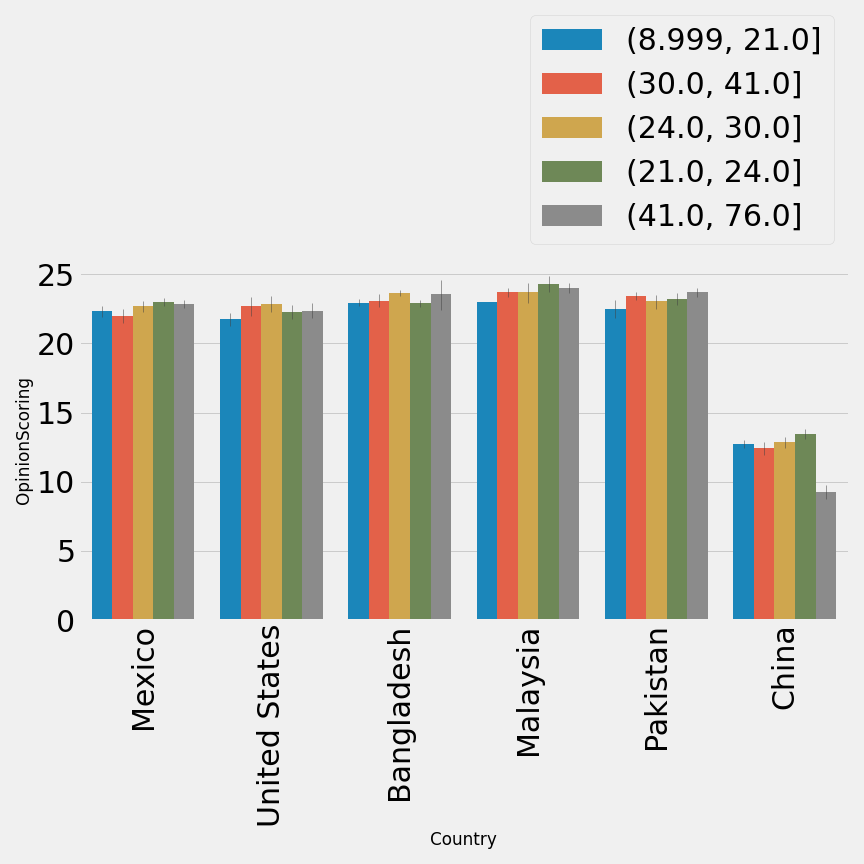 (8.999, 21.0]
(30.0, 41.0]
(24.0, 30.0]
(21.0, 24.0]
(41.0, 76.0]
25
20
15
10
5
0
OpinionScoring
Mexico
United States
Bangladesh
Malaysia
Pakistan
China
Country